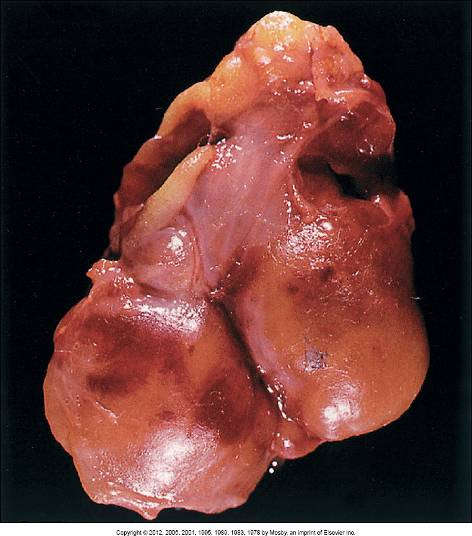 Copyright © 2012, 2005, 2001, 1995, 1989, 1983, 1978 by Mosby, an imprint of Elsevier Inc.